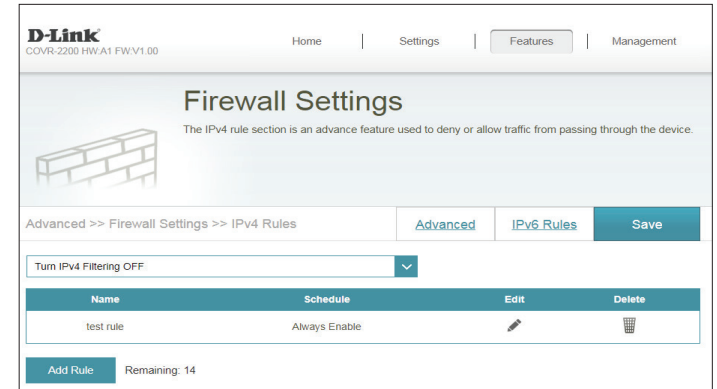 D-Link
COVR-2200 HW:A1 FW:V1.00
Home | Settings | Features | Management
Firewall Settings
The IPv4 rule section is an advance feature used to deny or allow traffic from passing through the device.
Advanced >> Firewall Settings >> IPv4 Rules Advanced IPv6 Rules Save
Turn IPv4 Filtering OFF
Name Schedule Edit Delete
test rule Always Enable
Add Rule Remaining: 14